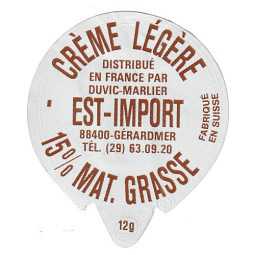 CRÈME LÉGÈRE
DISTRIBUÉ
EN FRANCE PAR
DUVIC-MARLIER
EST-IMPORT
88400-GÉRARDMER
TÉL. (29) 63.09.20
FABRIQUÉ
EN SUISSE
15% MAT. GRASSE
12g